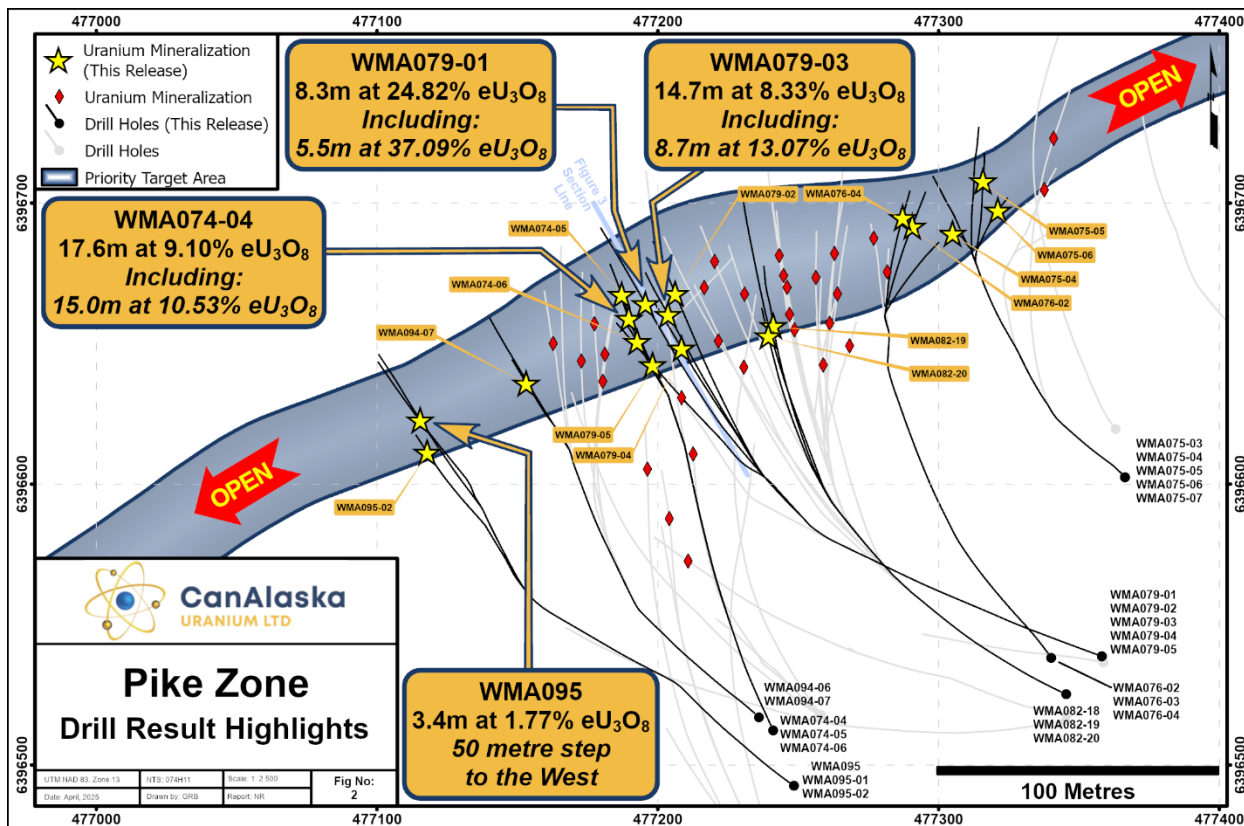 477000
477100
477200
477300
477400
Uranium Mineralization
(This Release)
Uranium Mineralization
Drill Holes (This Release)
Drill Holes
Priority Target Area
WMA079-01
8.3m at 24.82% eU₃O₈
Including:
5.5m at 37.09% eU₃O₈
WMA079-03
14.7m at 8.33% eU₃O₈
Including:
8.7m at 13.07% eU₃O₈
OPEN
WMA074-04
17.6m at 9.10% eU₃O₈
Including:
15.0m at 10.53% eU₃O₈
Figure 3
Section
Line
6396700
6396700
WMA079-02
WMA076-04
WMA074-05
WMA075-05
WMA075-06
WMA075-04
WMA076-02
WMA074-06
WMA094-07
WMA082-19
WMA082-20
WMA079-05
WMA079-04
WMA095-02
OPEN
6396600
6396600
WMA075-03
WMA075-04
WMA075-05
WMA075-06
WMA075-07
CanAlaska
URANIUM LTD
Pike Zone
Drill Result Highlights
UTM NAD 83. Zone 13
NTS: 074H11
Scale: 1: 2 500
Fig No:
2
Date: April, 2025
Drawn by: GRB
Report: NR
WMA095
3.4m at 1.77% eU₃O₈
50 metre step
to the West
WMA079-01
WMA079-02
WMA079-03
WMA079-04
WMA079-05
WMA076-02
WMA076-03
WMA076-04
WMA082-18
WMA082-19
WMA082-20
WMA094-06
WMA094-07
WMA074-04
WMA074-05
WMA074-06
WMA095
WMA095-01
WMA095-02
6396500
6396500
100 Metres
477000
477100
477200
477300
477400